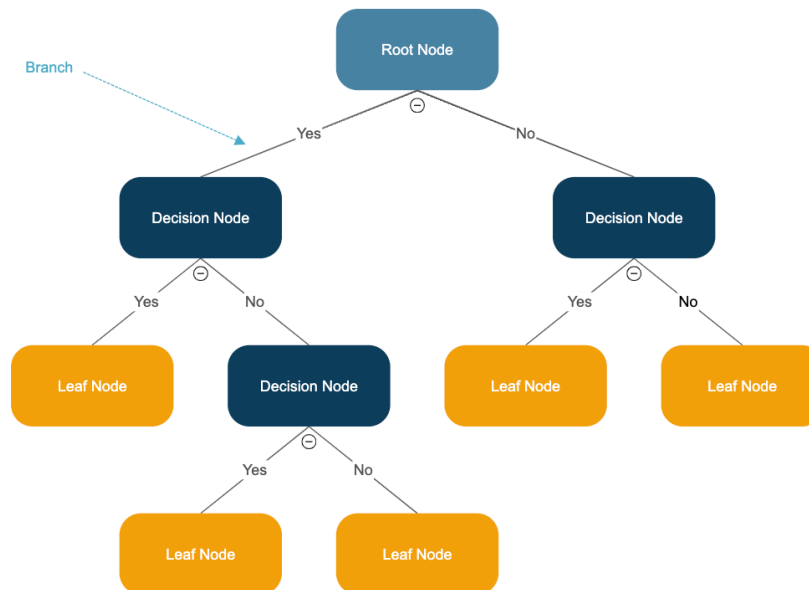 Root Node
Branch
Yes
No
Decision Node
Decision Node
Yes
No
Yes
No
Leaf Node
Decision Node
Leaf Node
Leaf Node
Yes
No
Leaf Node
Leaf Node